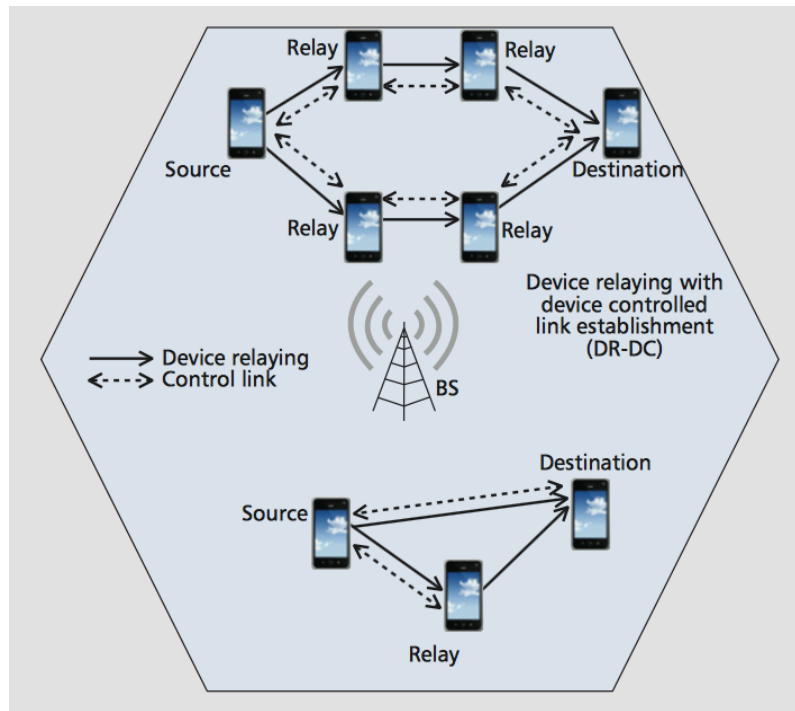 Relay
Relay
Source
Destination
Relay
Relay
Device relaying with
device controlled
link establishment
(DR-DC)
Device relaying
Control link
BS
Destination
Source
Relay